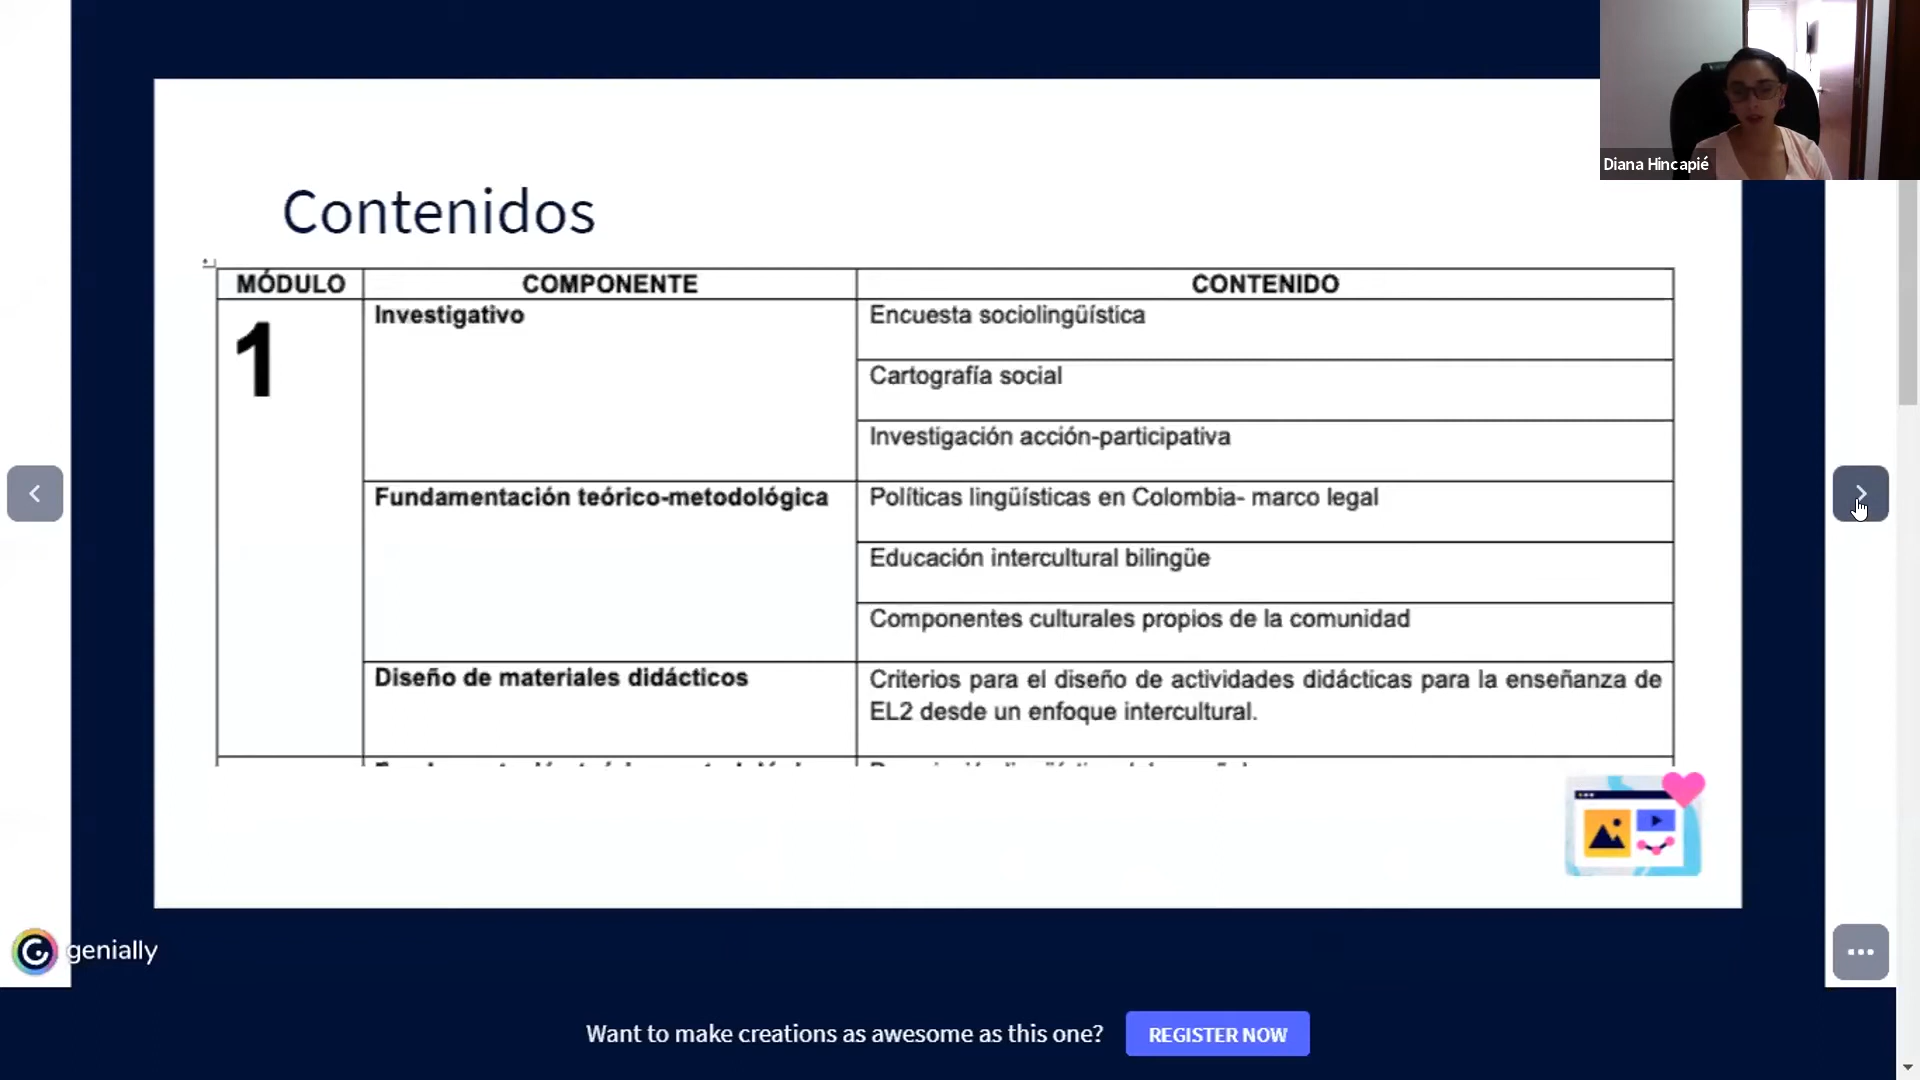 Diana Hincapié
Contenidos
MÓDULO COMPONENTE CONTENIDO
1 Investigativo Encuesta sociolingüística
Cartografía social
Investigación acción-participativa
Fundamentación teórico-metodológica Políticas lingüísticas en Colombia- marco legal
Educación intercultural bilingüe
Componentes culturales propios de la comunidad
Diseño de materiales didácticos Criterios para el diseño de actividades didácticas para la enseñanza de
EL2 desde un enfoque intercultural.
genially
Want to make creations as awesome as this one? REGISTER NOW